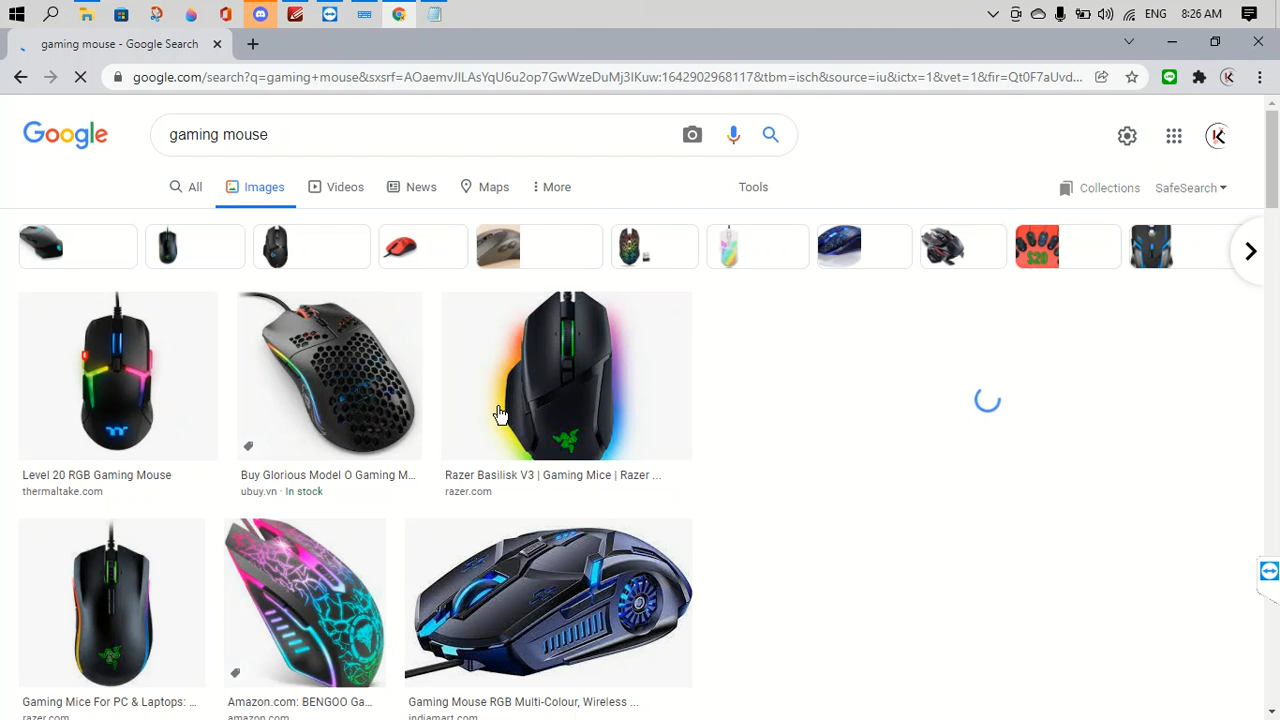 ENG 8:26 AM
gaming mouse - Google Search
google.com/search?q=gaming+mouse&sxsrf=AOaemvJILAsYqU6u2op7GwWzeDuMj3IKuw:1642902968117&tbm=isch&source=iu&ictx=1&vet=1&fir=Qt0F7aUvd...
Google gaming mouse
All Images Videos News Maps More Tools Collections SafeSearch
$20
Level 20 RGB Gaming Mouse
thermaltake.com
Buy Glorious Model O Gaming M...
ubuy.vn · In stock
Razer Basilisk V3 | Gaming Mice | Razer ...
razer.com
Gaming Mice For PC & Laptops: ...
razer.com
Amazon.com: BENGOO Ga...
amazon.com
Gaming Mouse RGB Multi-Colour, Wireless ...
indiamart.com